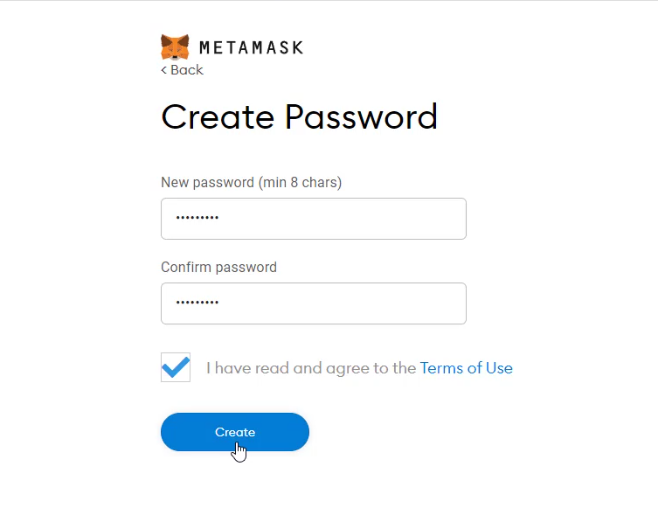 METAMASK
< Back
Create Password
New password (min 8 chars)
•••••••••
Confirm password
•••••••••
I have read and agree to the Terms of Use
Create